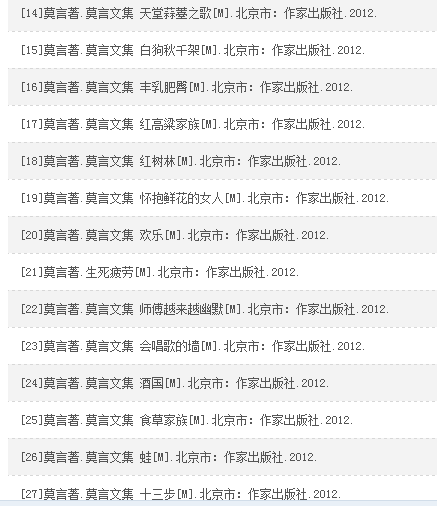 [14]莫言著.莫言文集 天堂蒜薹之歌[M].北京市：作家出版社.2012.
[15]莫言著.莫言文集 白狗秋千架[M].北京市：作家出版社.2012.
[16]莫言著.莫言文集 丰乳肥臀[M].北京市：作家出版社.2012.
[17]莫言著.莫言文集 红高粱家族[M].北京市：作家出版社.2012.
[18]莫言著.莫言文集 红树林[M].北京市：作家出版社.2012.
[19]莫言著.莫言文集 怀抱鲜花的女人[M].北京市：作家出版社.2012.
[20]莫言著.莫言文集 欢乐[M].北京市：作家出版社.2012.
[21]莫言著.生死疲劳[M].北京市：作家出版社.2012.
[22]莫言著.莫言文集 师傅越来越幽默[M].北京市：作家出版社.2012.
[23]莫言著.莫言文集 会唱歌的墙[M].北京市：作家出版社.2012.
[24]莫言著.莫言文集 酒国[M].北京市：作家出版社.2012.
[25]莫言著.莫言文集 食草家族[M].北京市：作家出版社.2012.
[26]莫言著.莫言文集 蛙[M].北京市：作家出版社.2012.
[27]莫言著.莫言文集 十三步[M].北京市：作家出版社.2012.